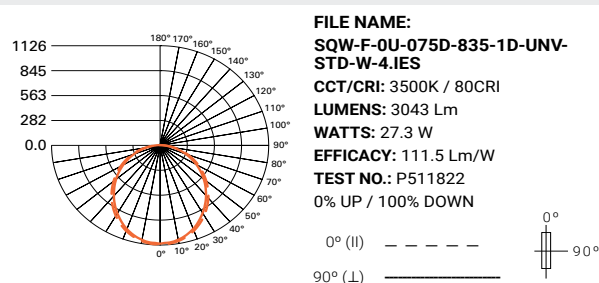 1126
845
563
282
0.0
180° 170° 160°
150°
140°
130°
120°
110°
100°
90°
80°
70°
60°
50°
40°
30°
20°
10°
0°
FILE NAME:
SQW-F-0U-075D-835-1D-UNV-
STD-W-4.IES
CCT/CRI: 3500K / 80CRI
LUMENS: 3043 Lm
WATTS: 27.3 W
EFFICACY: 111.5 Lm/W
TEST NO.: P511822
0% UP / 100% DOWN
0° (II)
90° (⊥)
0°
90°